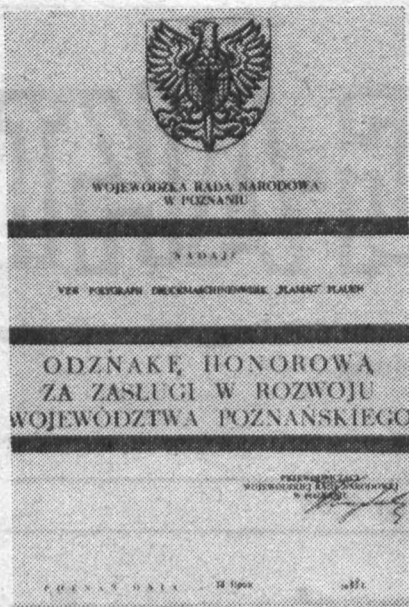 WOJEWÓDZKA RADA NARODOWA
W POZNANIU
NADAJE
VEB POLYGRAPH DRUCKMASCHINENWERK „PLAMAG” PLAUEN
ODZNAKĘ HONOROWĄ
ZA ZASŁUGI W ROZWOJU
WOJEWÓDZTWA POZNAŃSKIEGO
PRZEWODNICZĄCY
WOJEWÓDZKIEJ RADY NARODOWEJ
W POZNANIU
POZNAŃ DNIA lipca